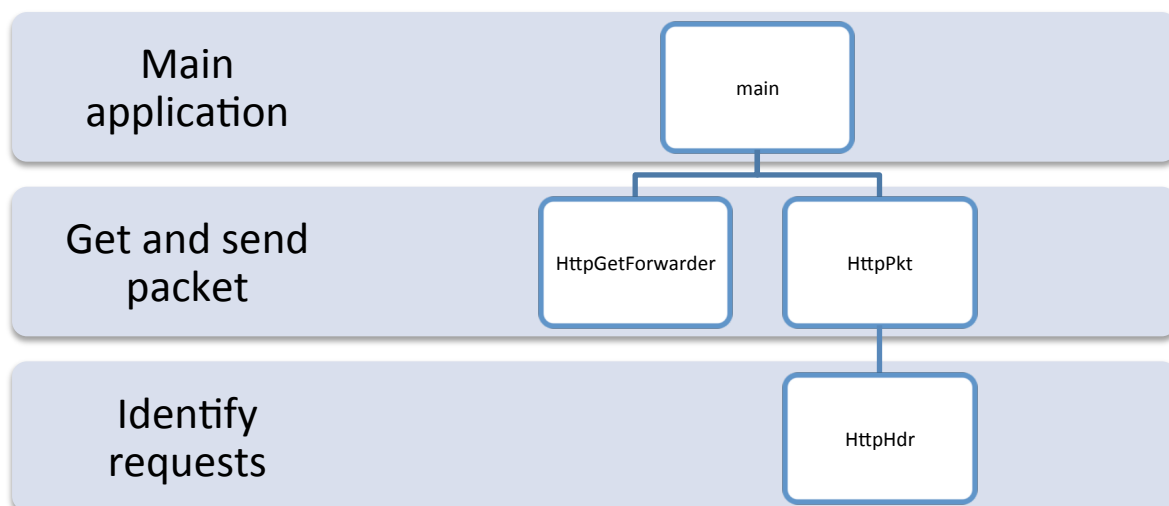 Main
application
main
Get and send
packet
HttpGetForwarder
HttpPkt
Identify
requests
HttpHdr